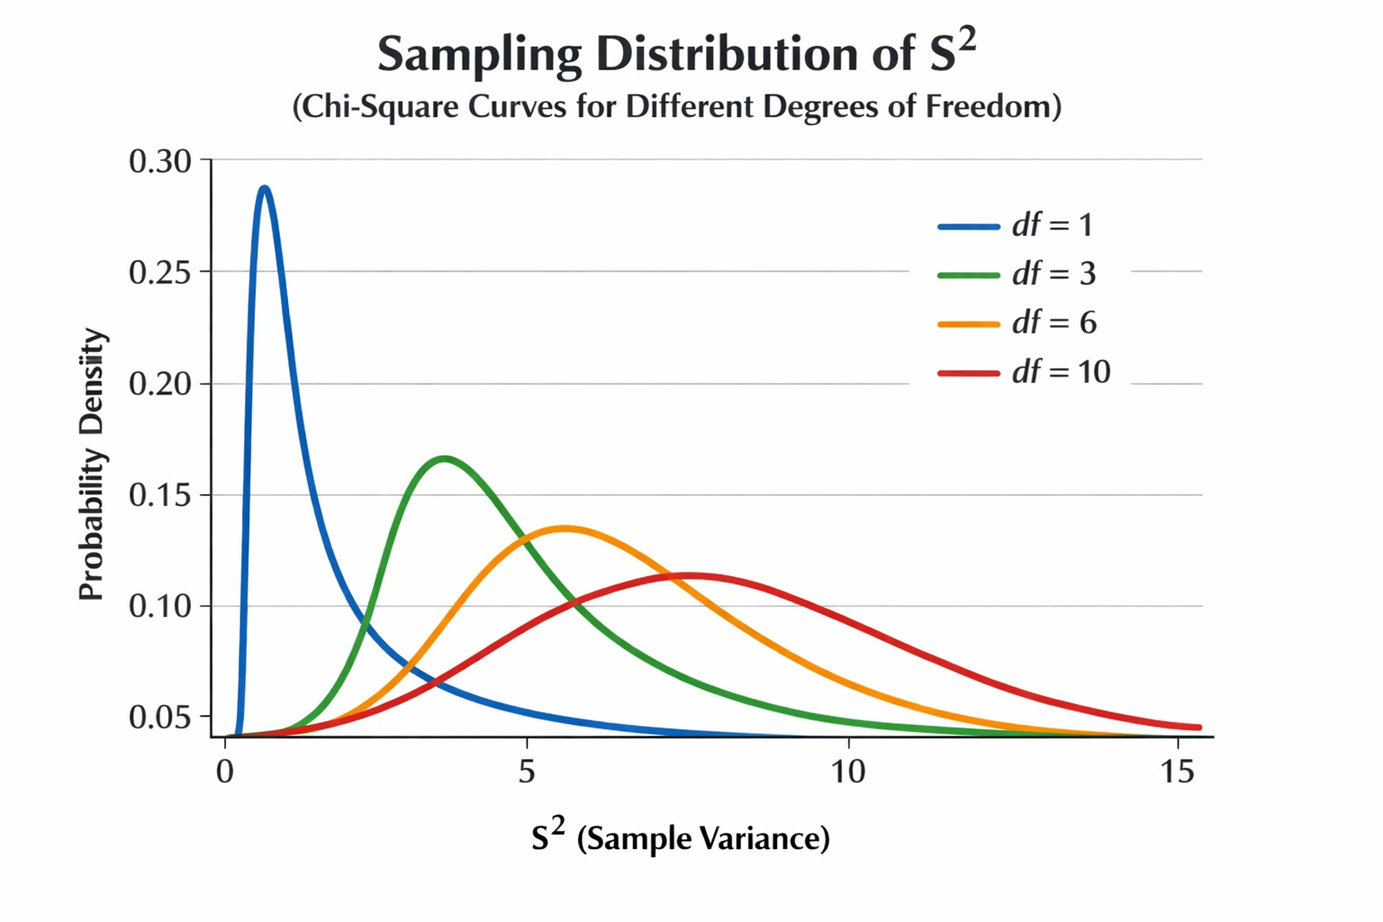 Sampling Distribution of S²
(Chi-Square Curves for Different Degrees of Freedom)
0.30
0.25
0.20
0.15
0.10
0.05
Probability Density
df = 1
df = 3
df = 6
df = 10
0 5 10 15
S² (Sample Variance)